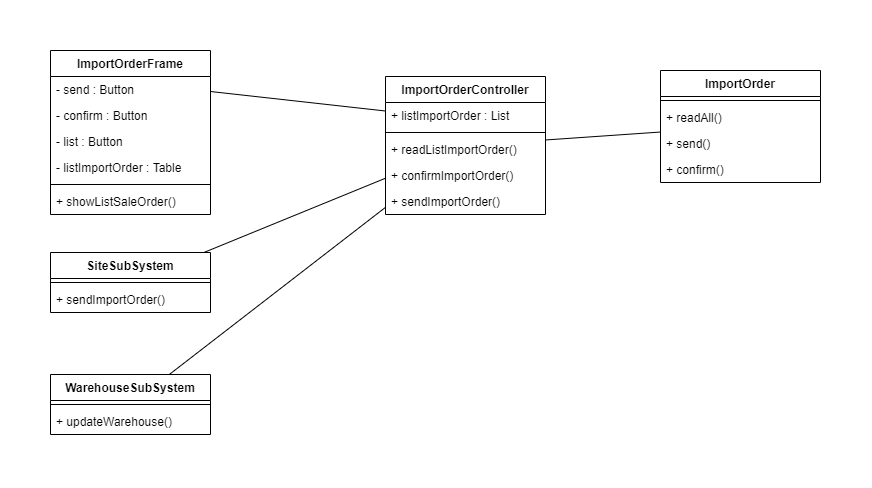 ImportOrderFrame
- send : Button
- confirm : Button
- list : Button
- listImportOrder : Table
+ showListSaleOrder()
ImportOrderController
+ listImportOrder : List
+ readListImportOrder()
+ confirmImportOrder()
+ sendImportOrder()
ImportOrder
+ readAll()
+ send()
+ confirm()
SiteSubSystem
+ sendImportOrder()
WarehouseSubSystem
+ updateWarehouse()